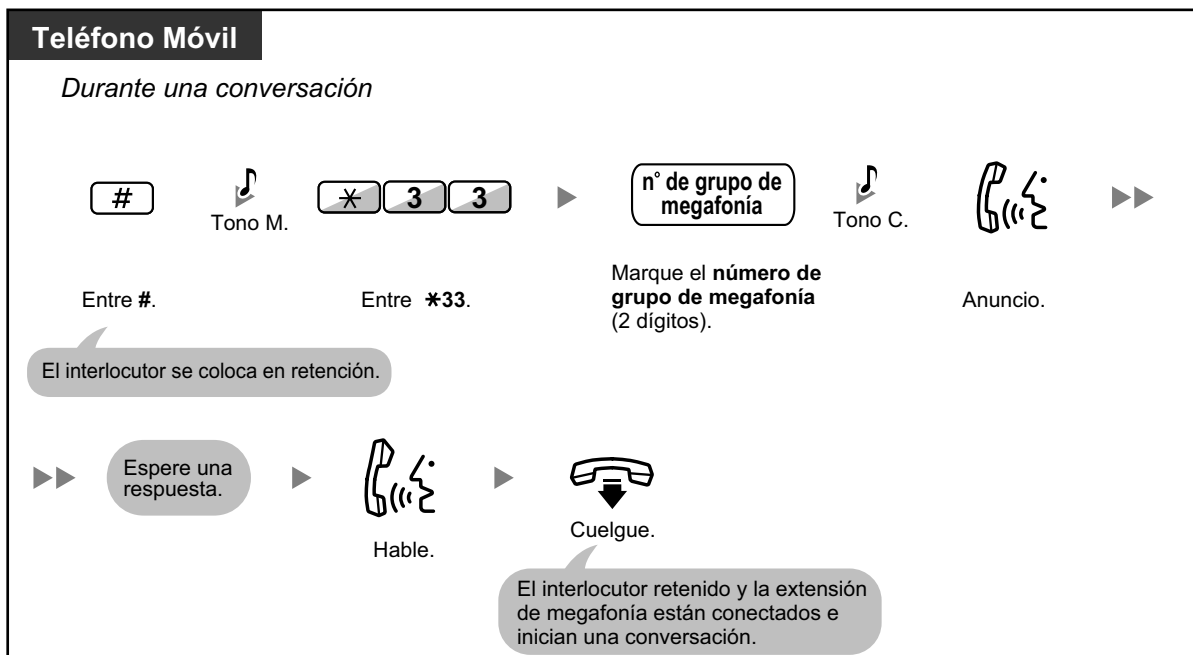 Teléfono Móvil
Durante una conversación
#
Tono M.
✳ 3 3
n° de grupo de
megafonía
Tono C.
Entre #.
Entre ✳33.
Marque el número de
grupo de megafonía
(2 dígitos).
Anuncio.
El interlocutor se coloca en retención.
Espere una
respuesta.
Hable.
Cuelgue.
El interlocutor retenido y la extensión
de megafonía están conectados e
inician una conversación.